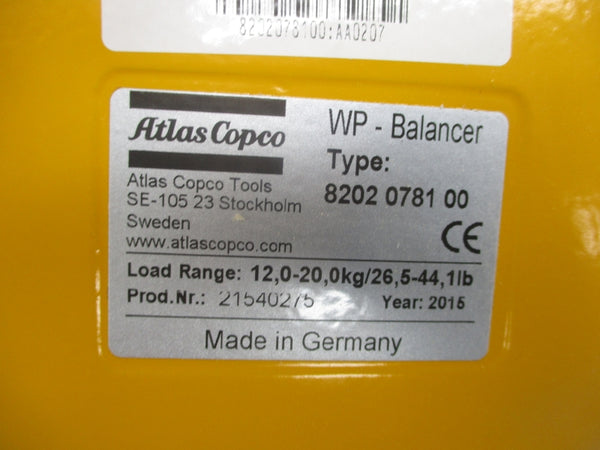 8202078100:AA0207
Atlas Copco
WP - Balancer
Type:
8202 0781 00
Atlas Copco Tools
SE-105 23 Stockholm
Sweden
www.atlascopco.com
CE
Load Range: 12,0-20,0kg/26,5-44,1lb
Prod.Nr.: 21540275 Year: 2015
Made in Germany